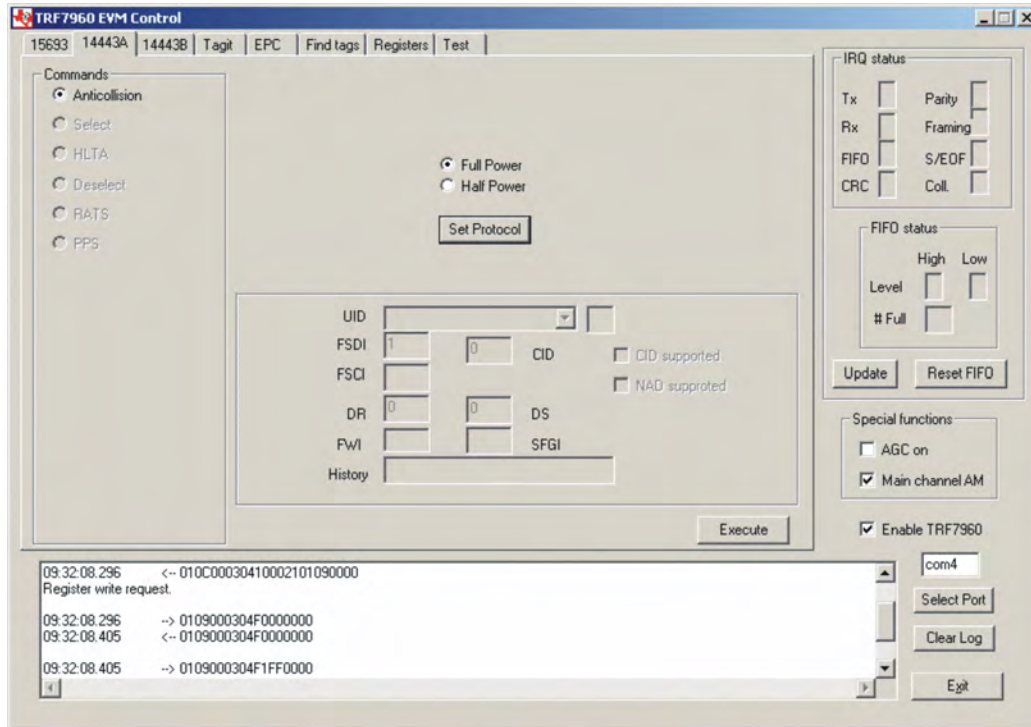 TRF7960 EVM Control
15693 14443A 14443B Tagit EPC Find tags Registers Test
Commands
Anticollision
Select
HLTA
Deselect
RATS
PPS
Full Power
Half Power
Set Protocol
UID
FSDI 1 0 CID CID supported
FSCI NAD supproted
DR 0 0 DS
FWI SFGI
History
Execute
IRQ status
Tx Parity
Rx Framing
FIFO S/EOF
CRC Coll.
FIFO status
High Low
Level
# Full
Update Reset FIFO
Special functions
AGC on
Main channel AM
Enable TRF7960
com4
Select Port
Clear Log
Exit
09:32:08.296 <-- 010C00030410002101090000
Register write request.
09:32:08.296 --> 0109000304F0000000
09:32:08.405 <-- 0109000304F0000000
09:32:08.405 --> 0109000304F1FF0000